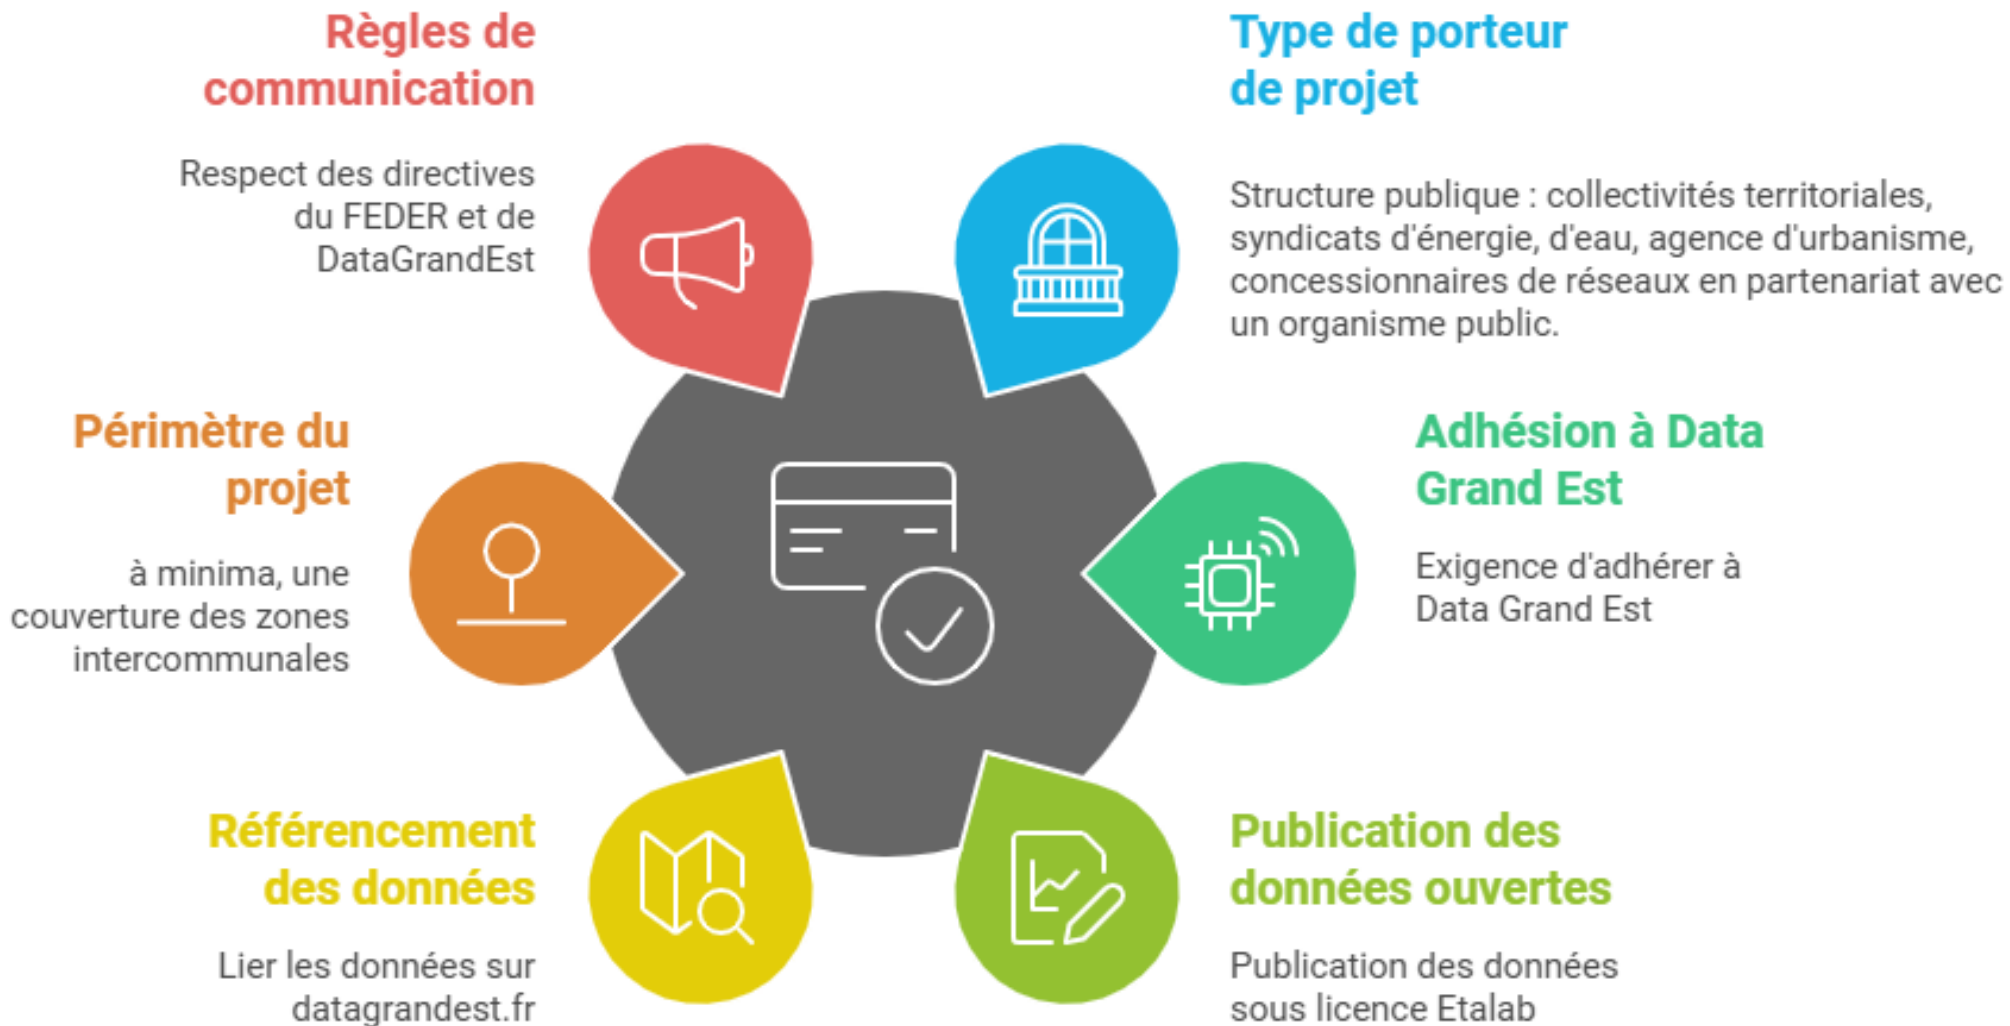 Règles de
communication
Respect des directives
du FEDER et de
DataGrandEst
Type de porteur
de projet
Structure publique : collectivités territoriales,
syndicats d'énergie, d'eau, agence d'urbanisme,
concessionnaires de réseaux en partenariat avec
un organisme public.
Périmètre du
projet
à minima, une
couverture des zones
intercommunales
Adhésion à Data
Grand Est
Exigence d'adhérer à
Data Grand Est
Référencement
des données
Lier les données sur
datagrandest.fr
Publication des
données ouvertes
Publication des données
sous licence Etalab